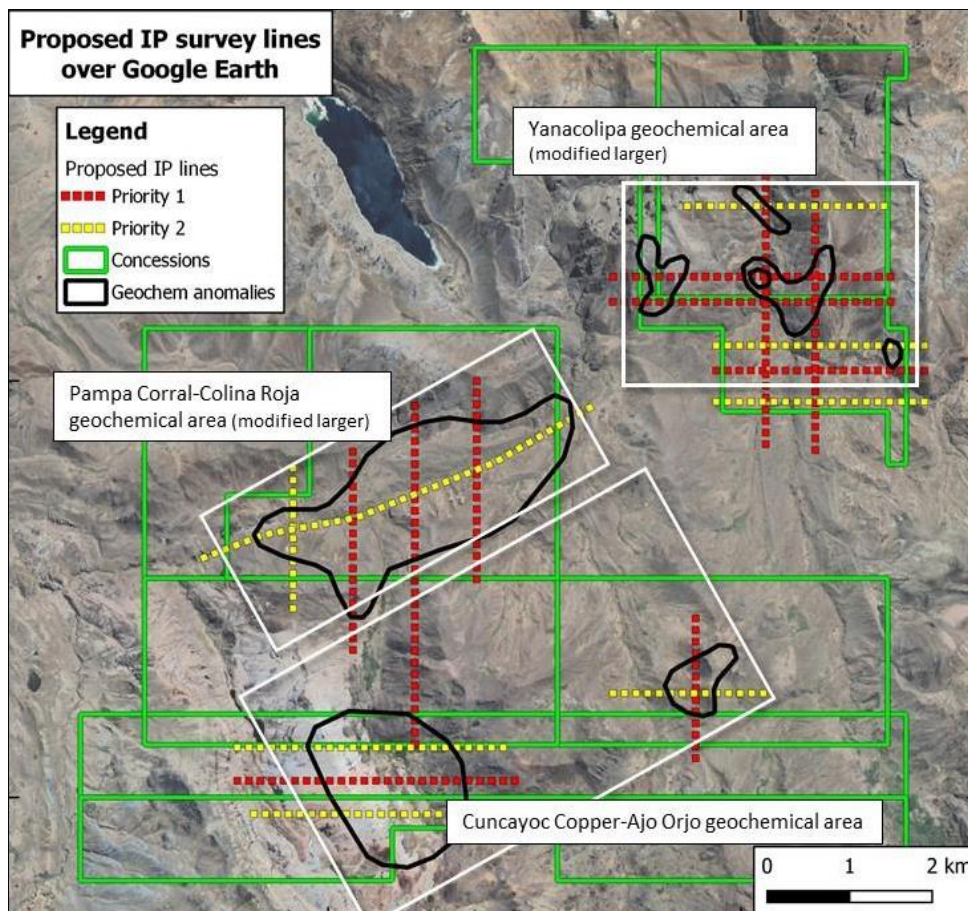 Proposed IP survey lines
over Google Earth
Legend
Proposed IP lines
Priority 1
Priority 2
Concessions
Geochem anomalies
Yanacolipa geochemical area
(modified larger)
Pampa Corral-Colina Roja
geochemical area (modified larger)
Cuncayoc Copper-Ajo Orjo geochemical area
0 1 2 km